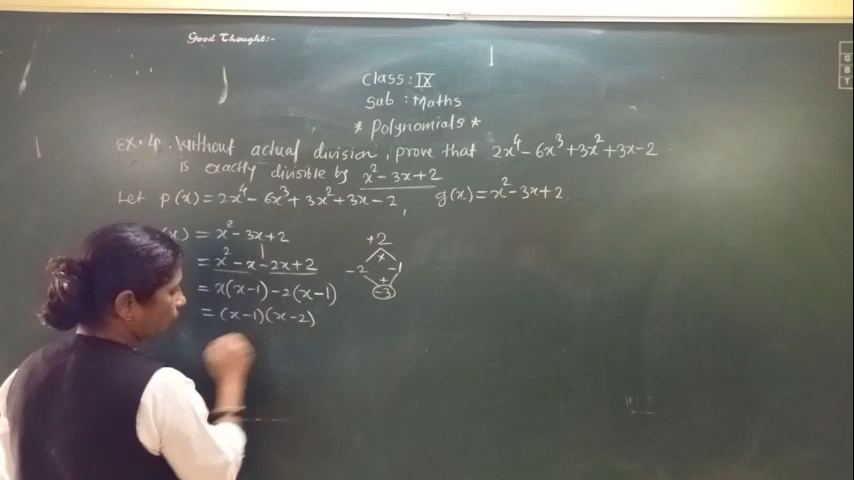 Good Thought:-
Class: IX
Sub : Maths
* Polynomials *
G
B
T
Ex. 4p. Without actual division, prove that 2x⁴-6x³+3x²+3x-2
is exactly divisible by x²-3x+2
Let p(x)=2x⁴-6x³+3x²+3x-2, g(x)=x²-3x+2.
(x) = x²-3x+2
= x²-x-2x+2
= x(x-1)-2(x-1)
= (x-1)(x-2)
+2
x
-2 -1
+
-3